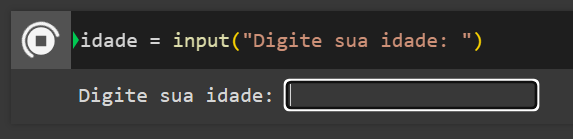 idade = input("Digite sua idade: ")
Digite sua idade: